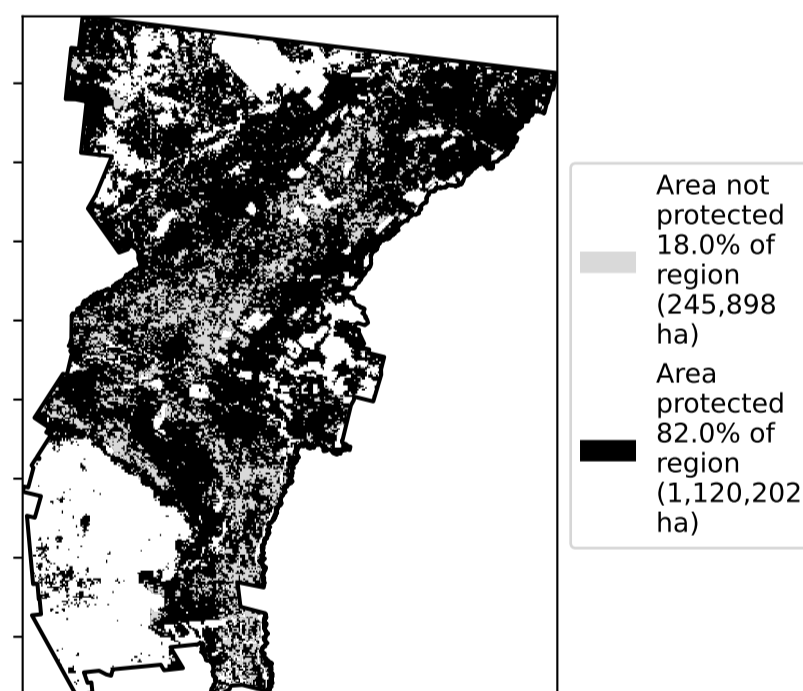 Area not
protected
18.0% of
region
(245,898
ha)
Area
protected
82.0% of
region
(1,120,202
ha)